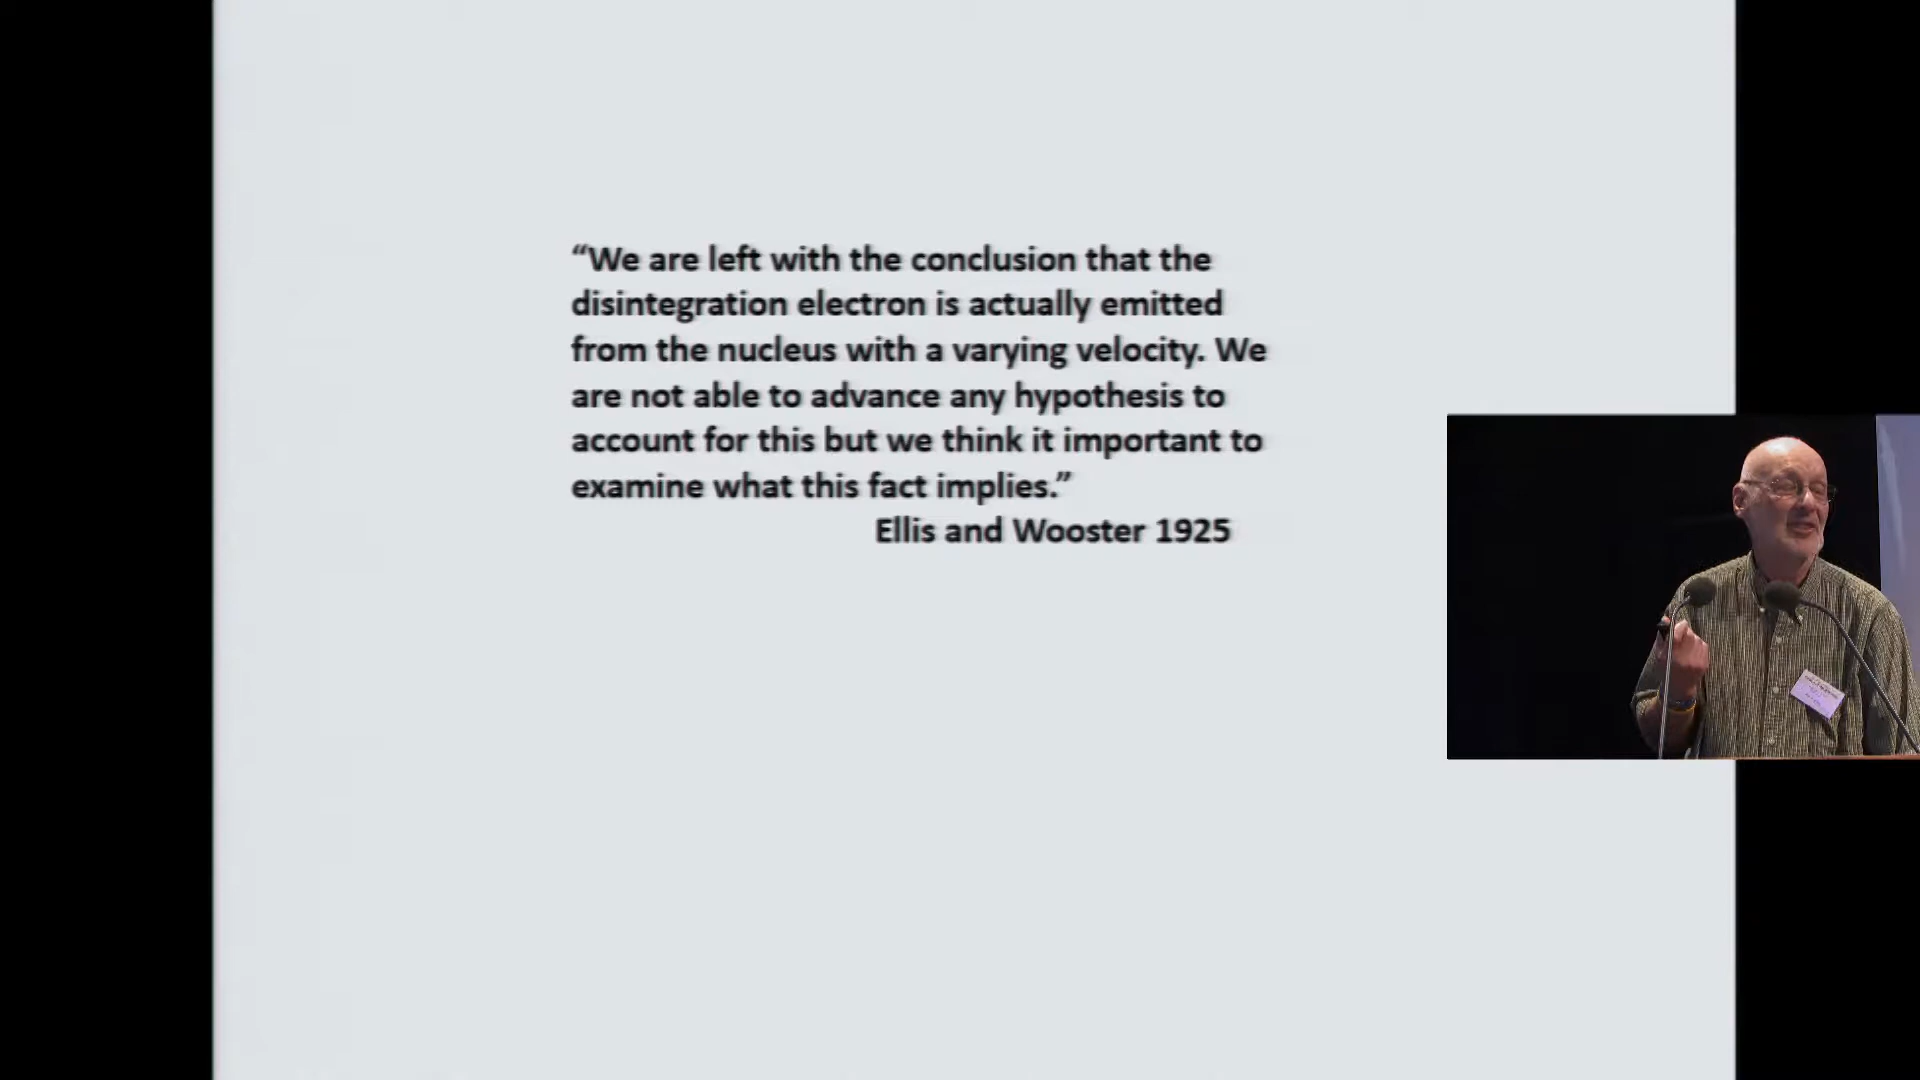 “We are left with the conclusion that the
disintegration electron is actually emitted
from the nucleus with a varying velocity. We
are not able to advance any hypothesis to
account for this but we think it important to
examine what this fact implies.”
Ellis and Wooster 1925